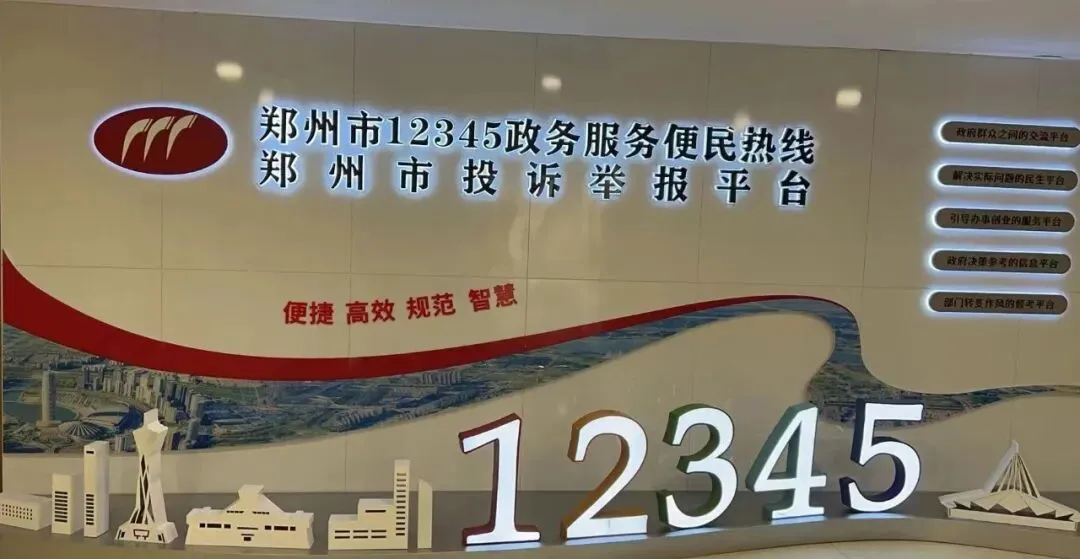 郑州市12345政务服务便民热线
郑州市投诉举报平台
政府群众之间的交流平台
解决实际问题的民生平台
引导办事创业的服务平台
政府决策参考的信息平台
部门转变作风的督考平台
便捷 高效 规范 智慧
12345